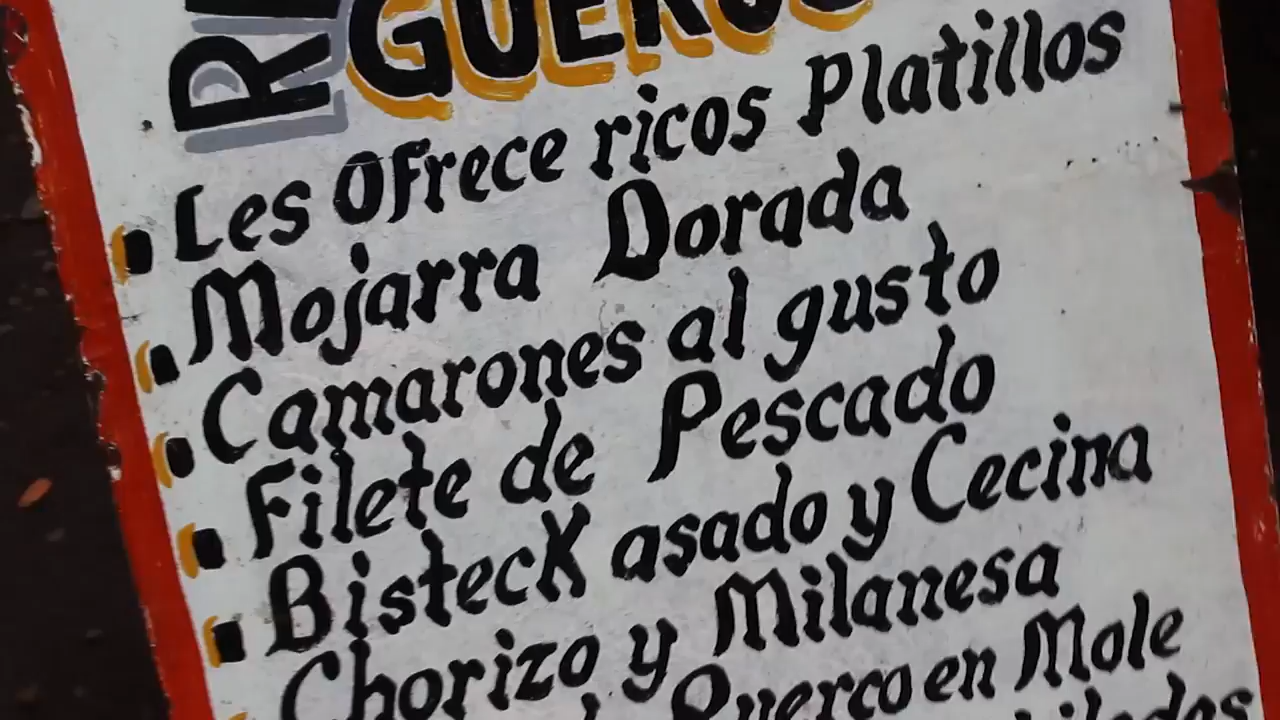 GUEROS
Les Ofrece ricos Platillos
Mojarra Dorada
Camarones al gusto
Filete de Pescado
Bisteck asado y Cecina
Chorizo y Milanesa
Puerco en Mole